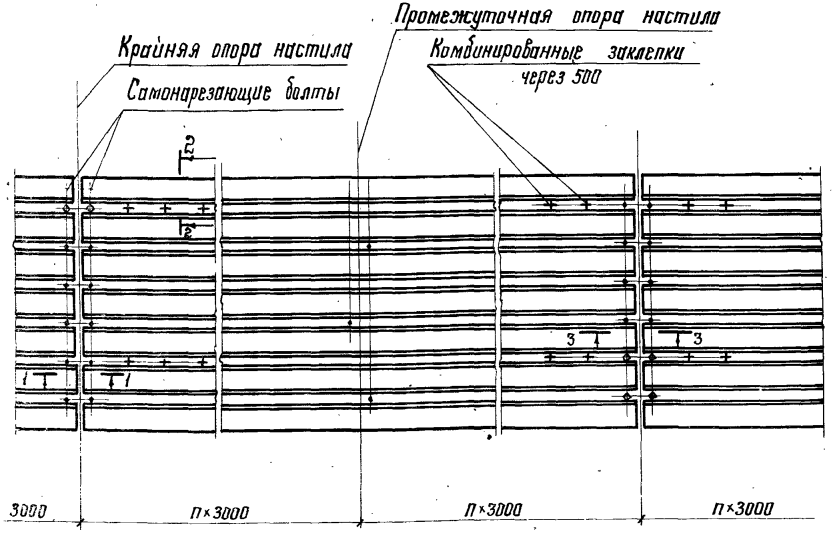 Промежуточная опора настила
Крайняя опора настила
Комбинированные заклепки
через 500
Самонарезающие болты
2
2
3
3
1
1
3000
п×3000
п×3000
п×3000